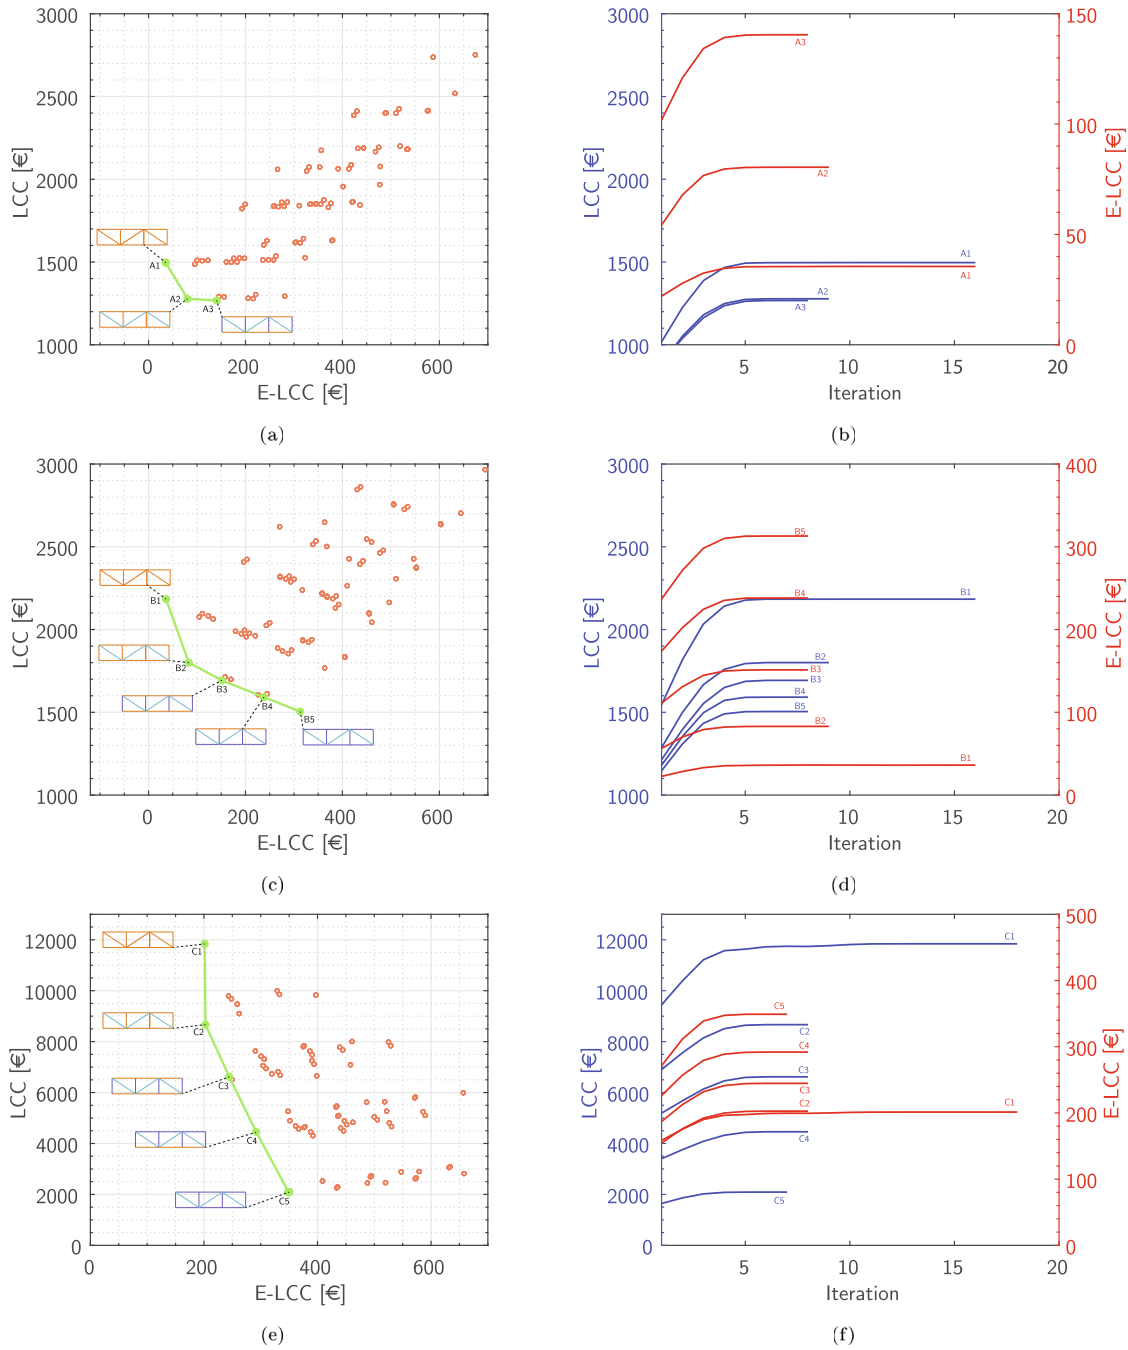 3000
2500
2000
1500
1000
LCC [€]
A1
A2
A3
0
200
400
600
E-LCC [€]
(a)
3000
2500
2000
1500
1000
LCC [€]
150
100
50
0
E-LCC [€]
A3
A2
A1
A1
A2
A3
5
10
15
20
Iteration
(b)
3000
2500
2000
1500
1000
LCC [€]
B1
B2
B3
B4
B5
0
200
400
600
E-LCC [€]
(c)
3000
2500
2000
1500
1000
LCC [€]
400
300
200
100
0
E-LCC [€]
B5
B4
B1
B2
B3
B3
B4
B5
B2
B1
5
10
15
20
Iteration
(d)
12000
10000
8000
6000
4000
2000
0
LCC [€]
C1
C2
C3
C4
C5
0
200
400
600
E-LCC [€]
(e)
12000
10000
8000
6000
4000
2000
0
LCC [€]
500
400
300
200
100
0
E-LCC [€]
C1
C5
C2
C4
C3
C3
C2
C1
C4
C5
5
10
15
20
Iteration
(f)